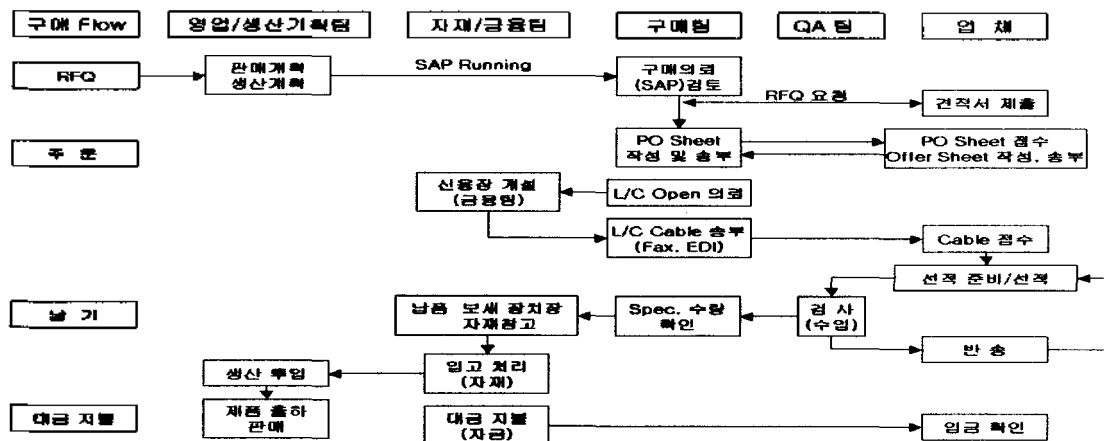 구매 Flow 영업/생산기획팀 자재/금융팀 구매팀 QA 팀 업 체
RFQ
판매계획
생산계획
SAP Running
구매의뢰
(SAP)검토
RFQ 요청
견적서 제출
주 문
PO Sheet
작성 및 송부
PO Sheet 접수
Offer Sheet 작성, 송부
신용장 개설
(금융팀)
L/C Open 의뢰
L/C Cable 송부
(Fax. EDI)
Cable 접수
선적 준비/선적
납 기
납품 보세 장치장
자재창고
Spec. 수량
확인
검 사
(수입)
반 송
생산 투입
입고 처리
(자재)
제품 출하
판매
대금 지불
대금 지불
(자금)
입금 확인